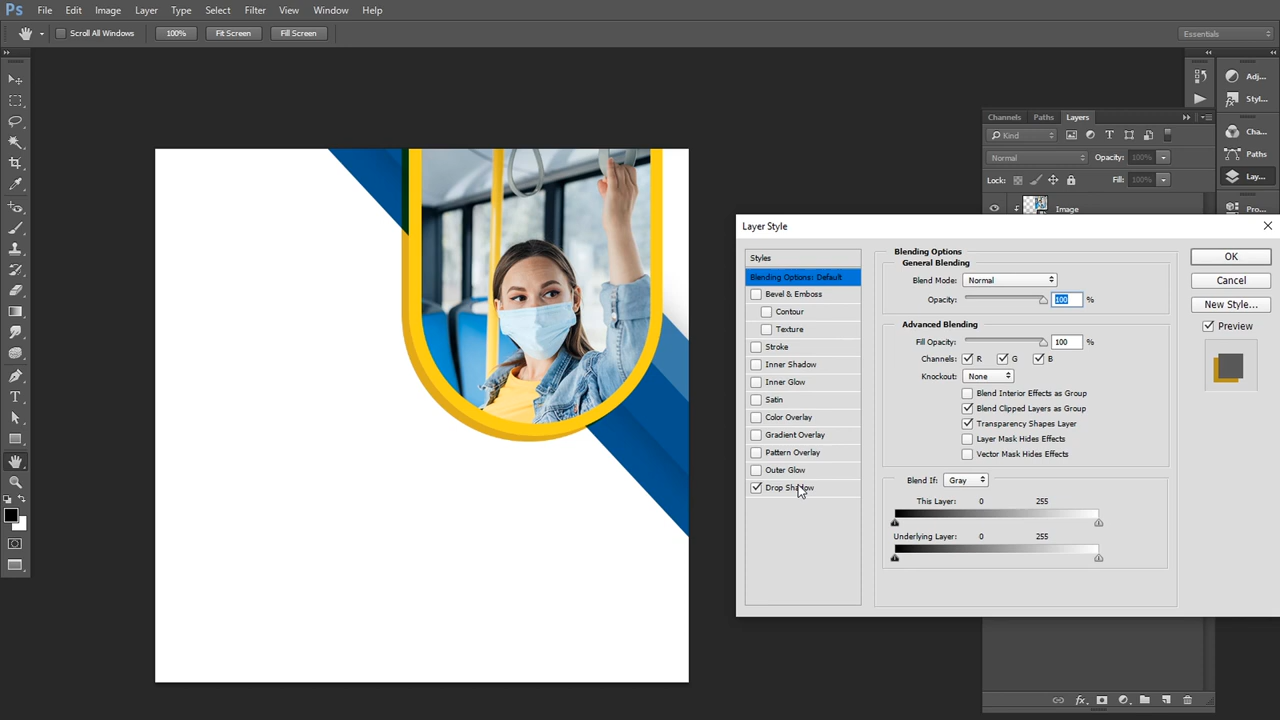 Ps File Edit Image Layer Type Select Filter View Window Help
Scroll All Windows 100% Fit Screen Fill Screen Essentials
Adj...
Styl...
Channels Paths Layers
Kind
Cha...
Normal Opacity: 100%
Paths
Lock: Fill: 100%
Lay...
Image
Pro...
Layer Style
Styles
Blending Options: Default
Bevel & Emboss
Contour
Texture
Stroke
Inner Shadow
Inner Glow
Satin
Color Overlay
Gradient Overlay
Pattern Overlay
Outer Glow
Drop Shadow
Blending Options
General Blending
Blend Mode: Normal
Opacity: 100 %
Advanced Blending
Fill Opacity: 100 %
Channels: R G B
Knockout: None
Blend Interior Effects as Group
Blend Clipped Layers as Group
Transparency Shapes Layer
Layer Mask Hides Effects
Vector Mask Hides Effects
Blend If: Gray
This Layer: 0 255
Underlying Layer: 0 255
OK
Cancel
New Style...
Preview